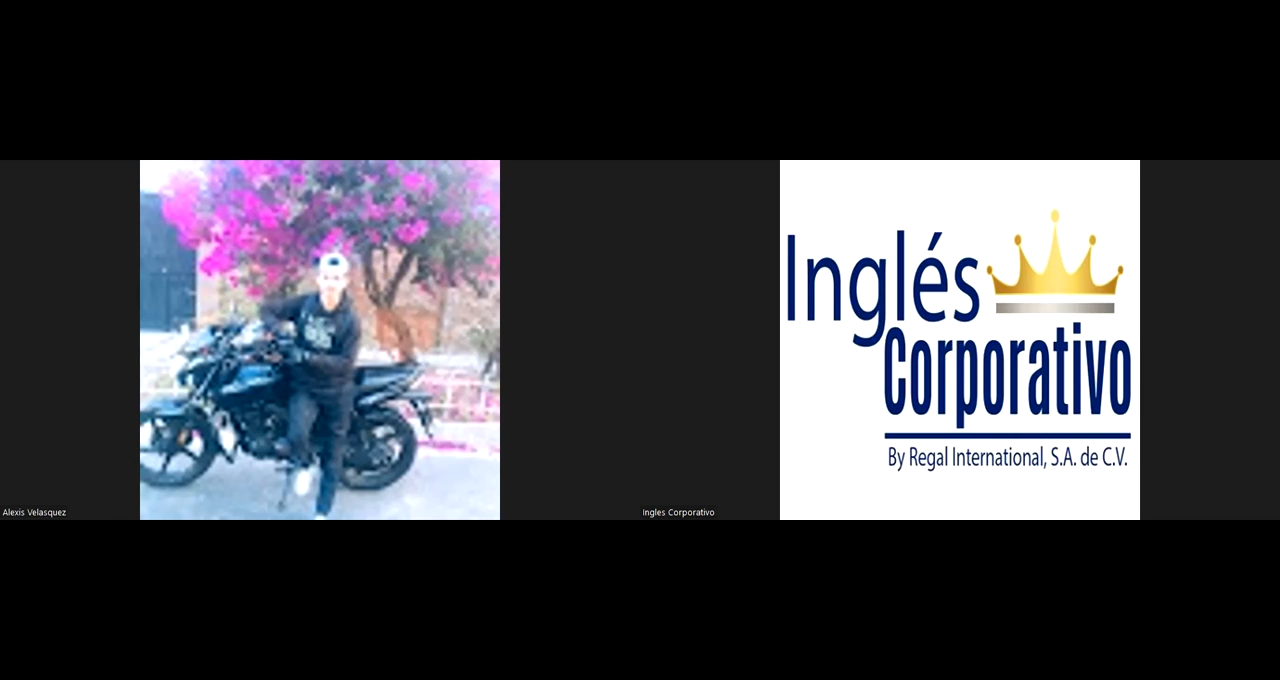 Inglés
Corporativo
By Regal International, S.A. de C.V.
Alexis Velasquez
Ingles Corporativo